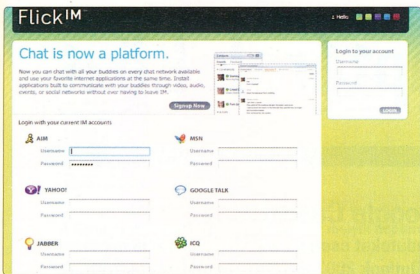 Flick IM
Hello
Chat is now a platform.
Now you can chat with all your buddies on every chat network available
and use your favorite internet applications at the same time. Install
applications built to communicate with your buddies through video, audio,
events, or social networks without ever having to leave IM.
Signup Now
Login to your account
Username
Password
LOGIN
Login with your current IM accounts
AIM
Username
Password
MSN
Username
Password
YAHOO!
Username
Password
GOOGLE TALK
Username
Password
JABBER
Username
Password
ICQ
Username
Password